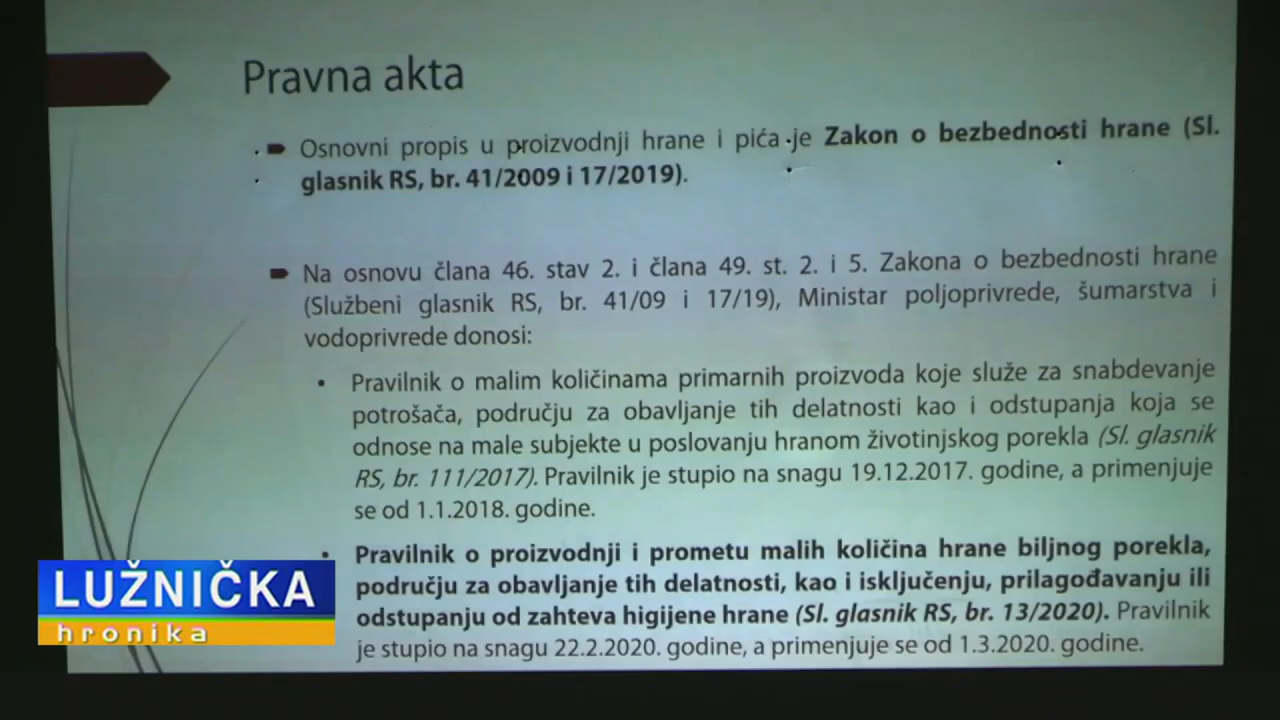 Pravna akta
Osnovni propis u proizvodnji hrane i pića je Zakon o bezbednosti hrane (Sl.
glasnik RS, br. 41/2009 i 17/2019).
Na osnovu člana 46. stav 2. i člana 49. st. 2. i 5. Zakona o bezbednosti hrane
(Službeni glasnik RS, br. 41/09 i 17/19), Ministar poljoprivrede, šumarstva i
vodoprivrede donosi:
• Pravilnik o malim količinama primarnih proizvoda koje služe za snabdevanje
potrošača, području za obavljanje tih delatnosti kao i odstupanja koja se
odnose na male subjekte u poslovanju hranom životinjskog porekla (Sl. glasnik
RS, br. 111/2017). Pravilnik je stupio na snagu 19.12.2017. godine, a primenjuje
se od 1.1.2018. godine.
• Pravilnik o proizvodnji i prometu malih količina hrane biljnog porekla,
području za obavljanje tih delatnosti, kao i isključenju, prilagođavanju ili
odstupanju od zahteva higijene hrane (Sl. glasnik RS, br. 13/2020). Pravilnik
je stupio na snagu 22.2.2020. godine, a primenjuje se od 1.3.2020. godine.
LUŽNIČKA
hronika